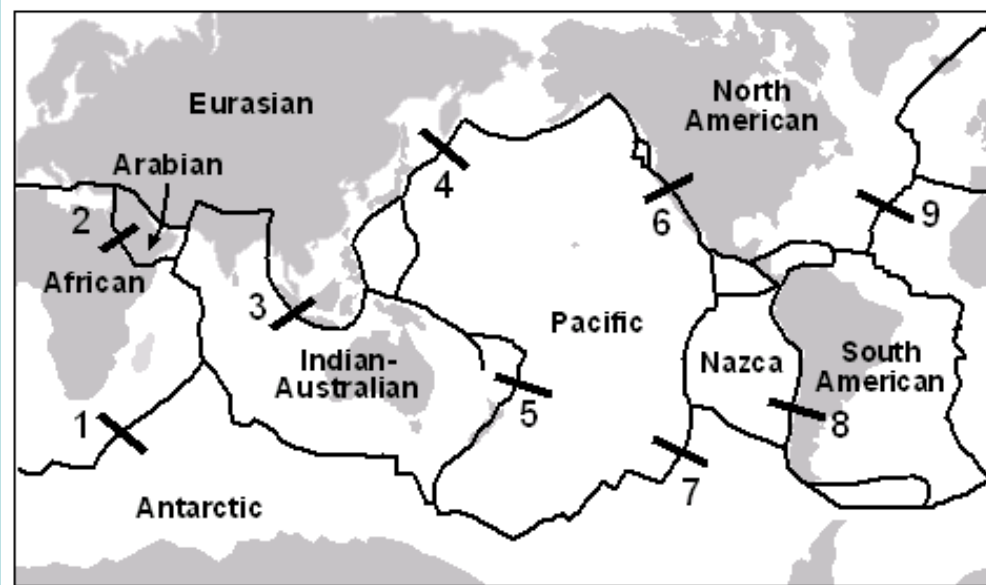 Eurasian
North
American
Arabian
2
4
6
9
African
3
Pacific
Indian-
Australian
Nazca
South
American
1
5
8
7
Antarctic